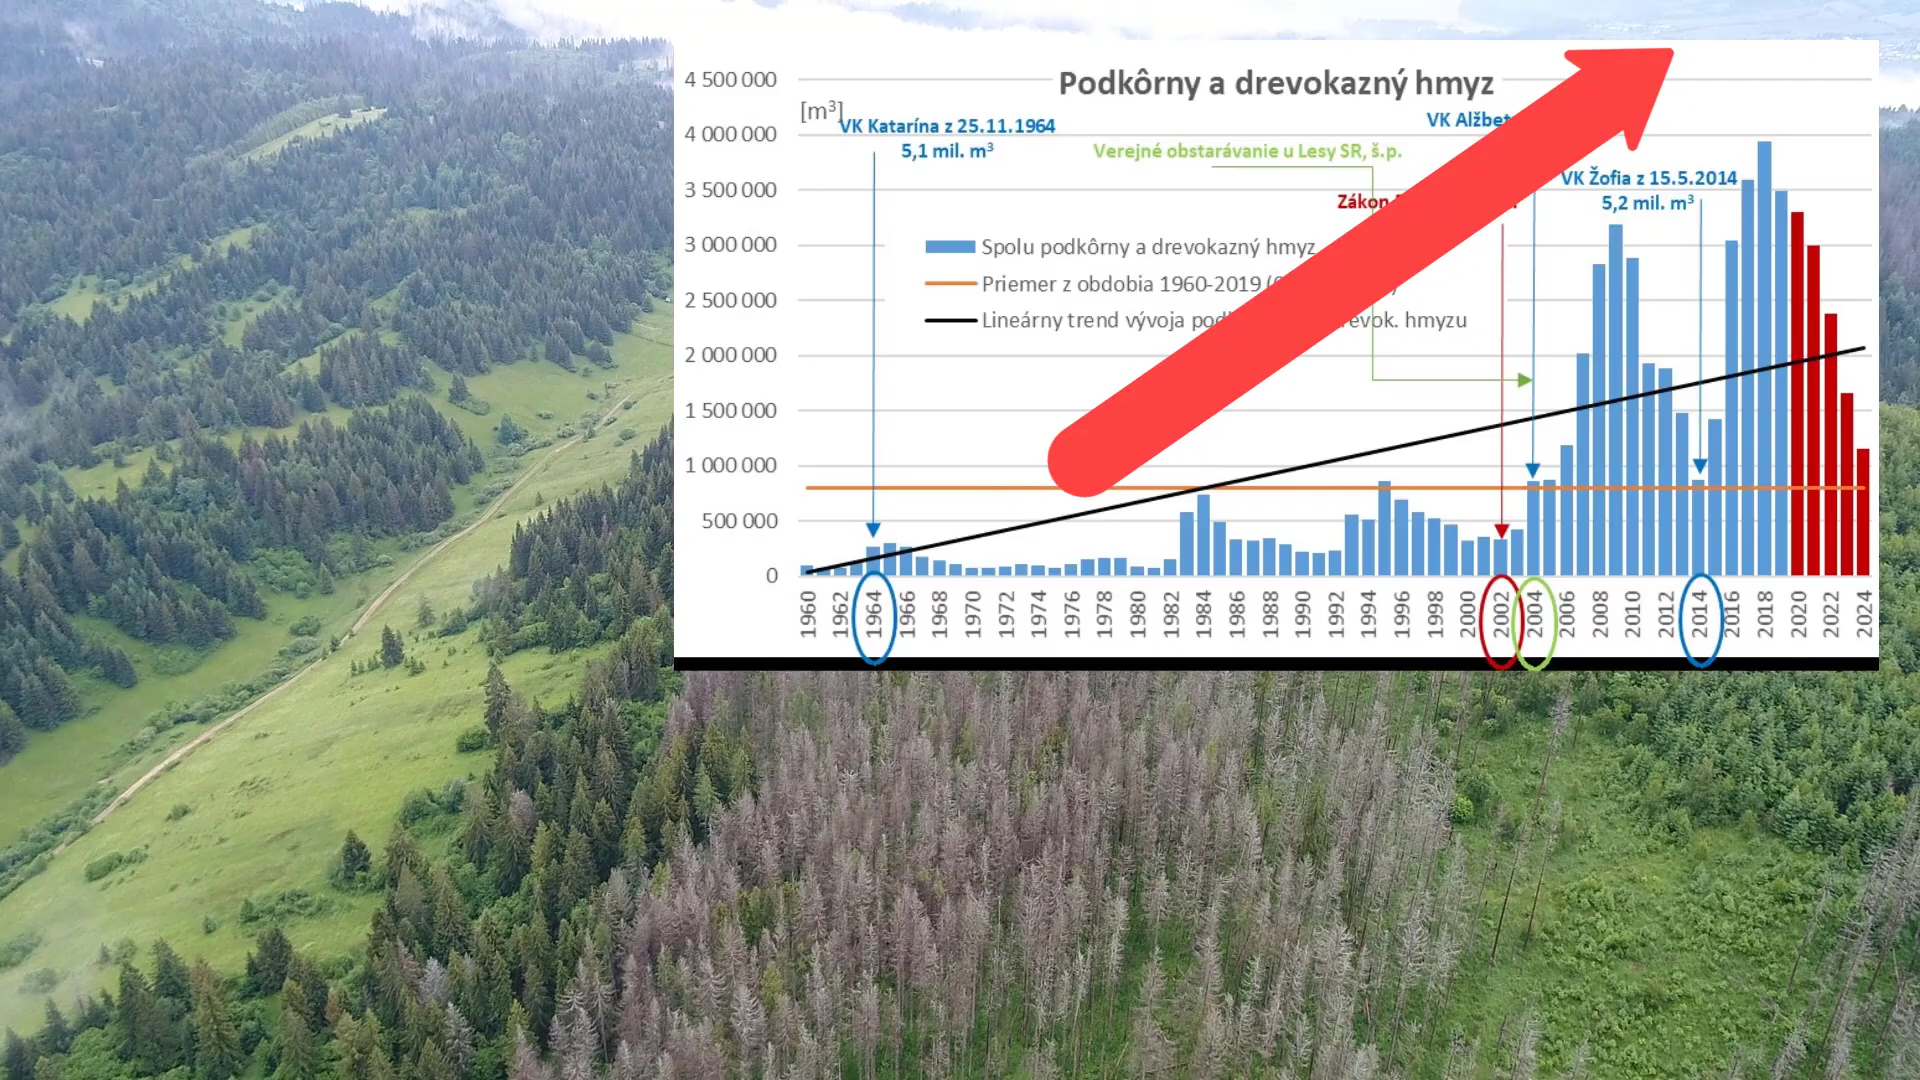 Podkôrny a drevokazný hmyz
[m³]
4 500 000
4 000 000
3 500 000
3 000 000
2 500 000
2 000 000
1 500 000
1 000 000
500 000
0
VK Katarína z 25.11.1964
5,1 mil. m³
Verejné obstarávanie u Lesy SR, š.p.
VK Alžbet
Zákon
VK Žofia z 15.5.2014
5,2 mil. m³
Spolu podkôrny a drevokazný hmyz
Priemer z obdobia 1960-2019
Lineárny trend vývoja hmyzu
1960 1962 1964 1966 1968 1970 1972 1974 1976 1978 1980 1982 1984 1986 1988 1990 1992 1994 1996 1998 2000 2002 2004 2006 2008 2010 2012 2014 2016 2018 2020 2022 2024